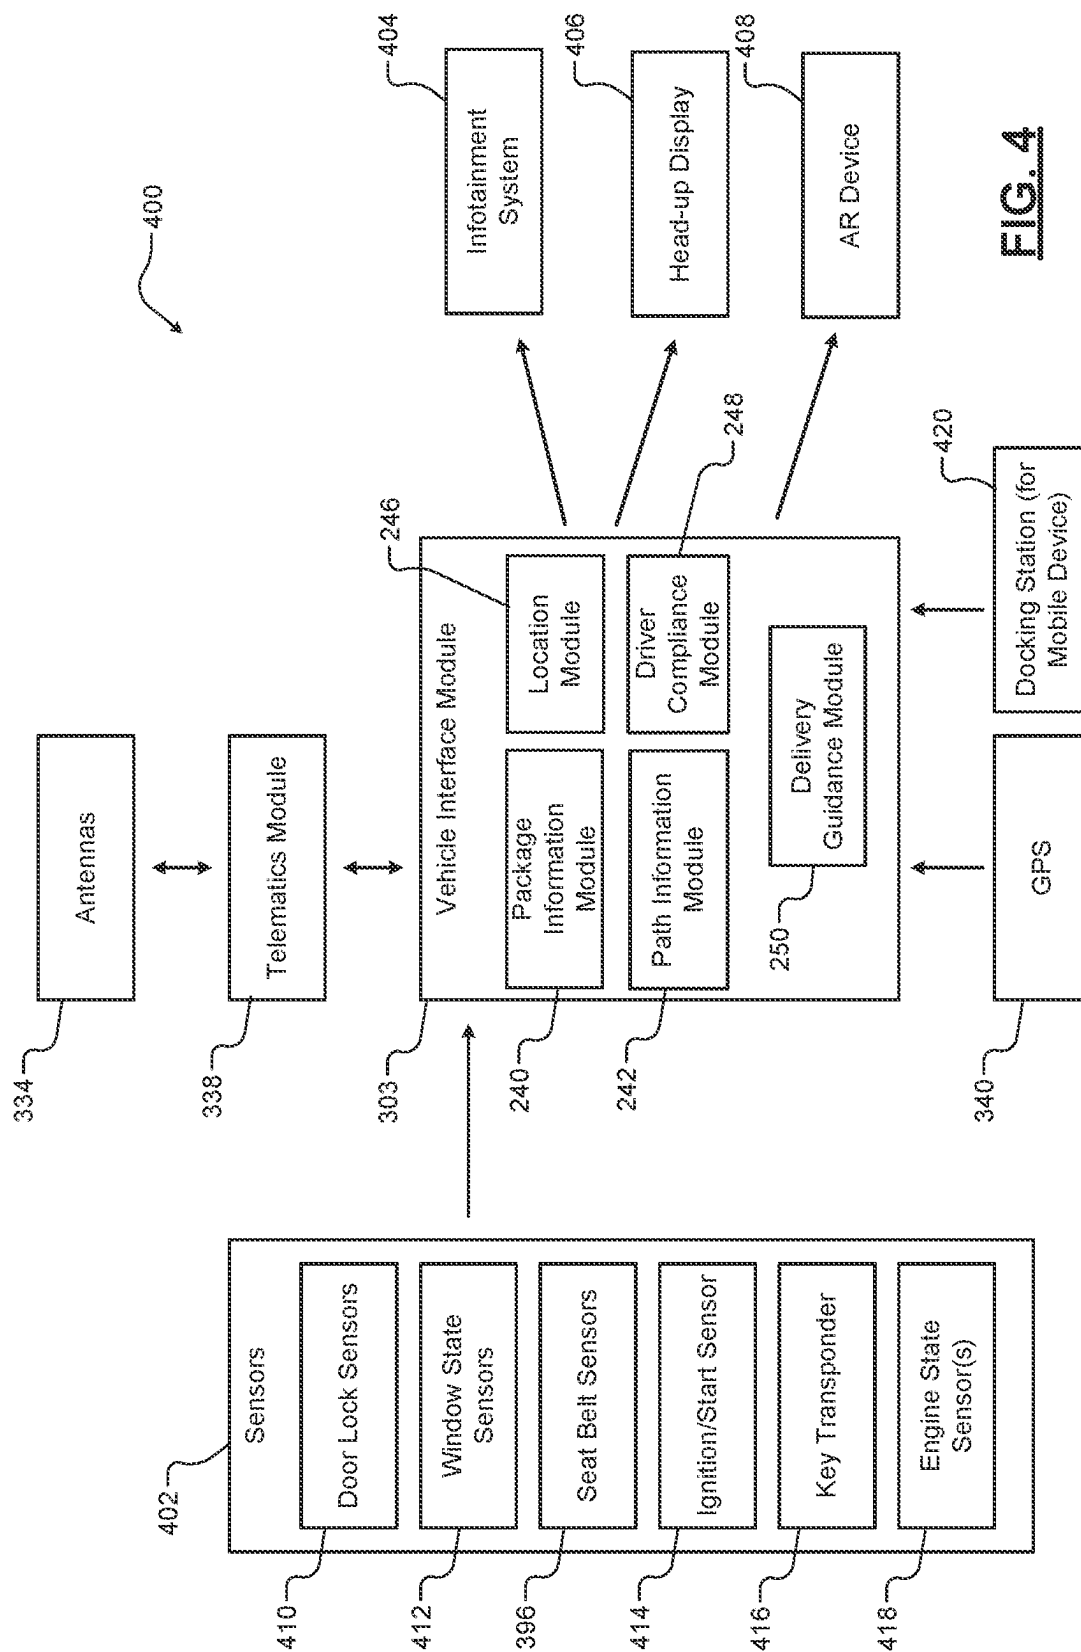 400
334
Antennas
338
Telematics Module
402
Sensors
410
Door Lock Sensors
412
Window State
Sensors
396
Seat Belt Sensors
414
Ignition/Start Sensor
416
Key Transponder
418
Engine State
Sensor(s)
303
Vehicle Interface Module
240
Package
Information
Module
246
Location
Module
242
Path Information
Module
248
Driver
Compliance
Module
250
Delivery
Guidance Module
404
Infotainment
System
406
Head-up Display
408
AR Device
340
GPS
420
Docking Station (for
Mobile Device)
FIG. 4